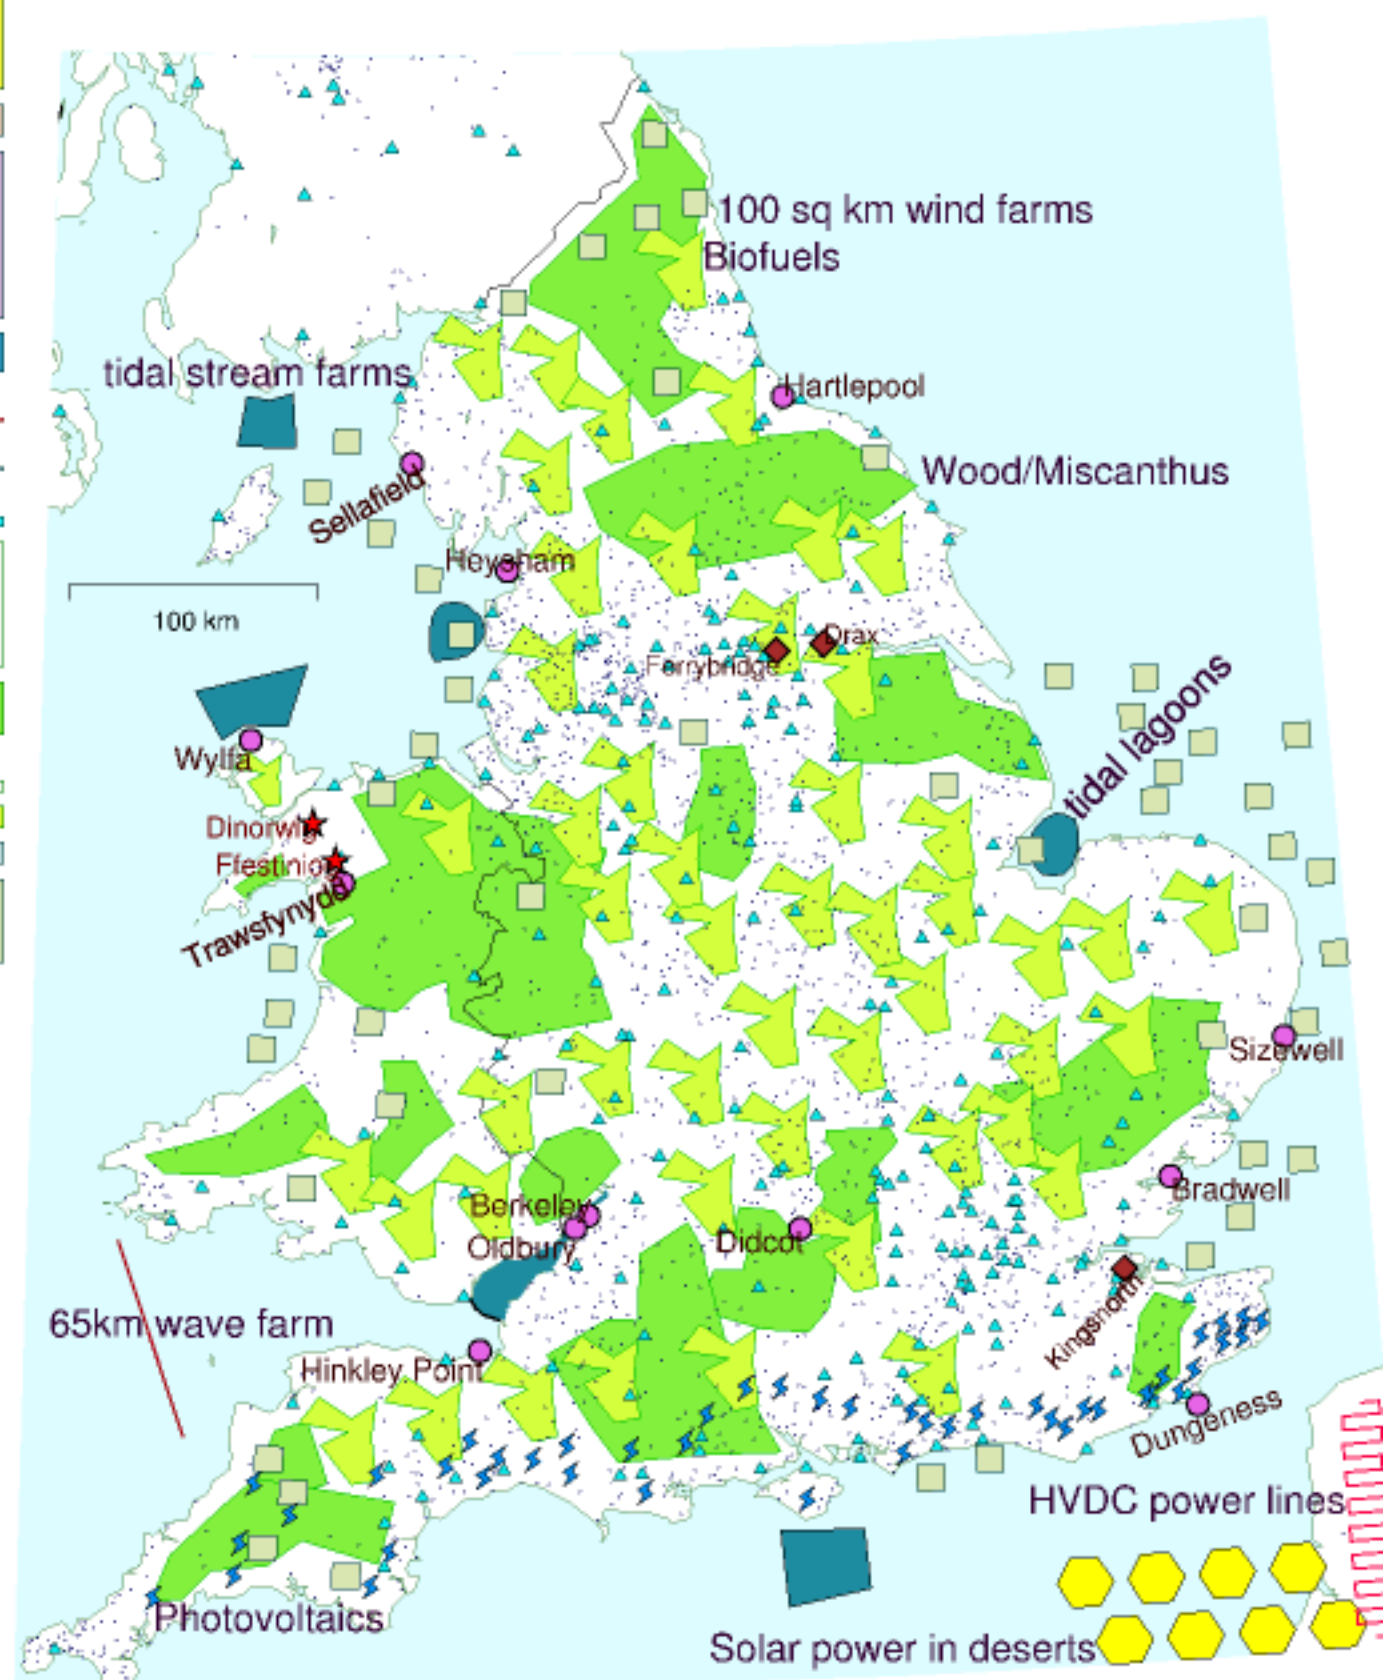 100 sq km wind farms
Biofuels
tidal stream farms
Hartlepool
Wood/Miscanthus
Sellafield
Heysham
100 km
Drax
Ferrybridge
tidal lagoons
Wylfa
Dinorwig
Ffestiniog
Trawsfynydd
Sizewell
Bradwell
Berkeley
Didcot
Oldbury
Kingsnorth
65km wave farm
Hinkley Point
Dungeness
HVDC power lines
Photovoltaics
Solar power in deserts